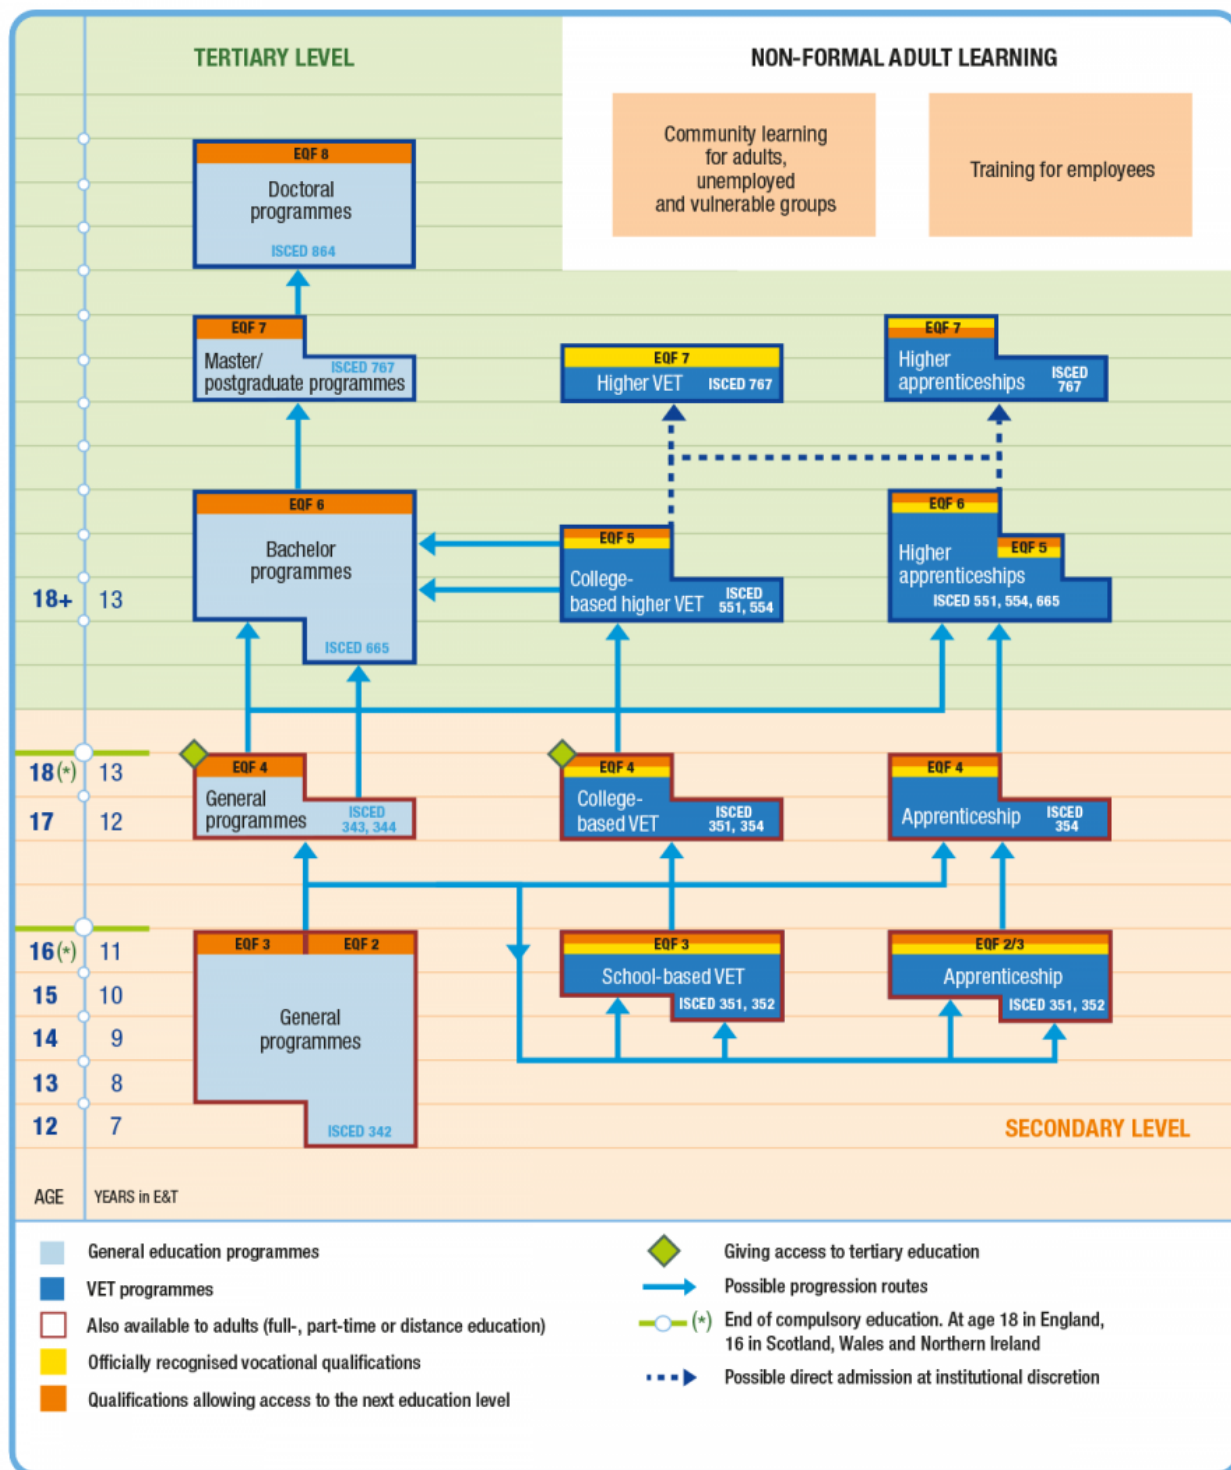 TERTIARY LEVEL
NON-FORMAL ADULT LEARNING
Community learning
for adults,
unemployed
and vulnerable groups
Training for employees
EQF 8
Doctoral
programmes
ISCED 864
EQF 7
Master/
postgraduate programmes
ISCED 767
EQF 7
Higher VET
ISCED 767
EQF 7
Higher
apprenticeships
ISCED
767
EQF 6
Bachelor
programmes
ISCED 665
EQF 5
College-
based higher VET
ISCED
551, 554
EQF 6
EQF 5
Higher
apprenticeships
ISCED 551, 554, 665
18+ 13
18 (*) 13
17 12
EQF 4
General
programmes
ISCED
343, 344
EQF 4
College-
based VET
ISCED
351, 354
EQF 4
Apprenticeship
ISCED
354
16 (*) 11
15 10
14 9
13 8
12 7
EQF 3
EQF 2
General
programmes
ISCED 342
EQF 3
School-based VET
ISCED 351, 352
EQF 2/3
Apprenticeship
ISCED 351, 352
SECONDARY LEVEL
AGE
YEARS in E&T
General education programmes
VET programmes
Also available to adults (full-, part-time or distance education)
Officially recognised vocational qualifications
Qualifications allowing access to the next education level
Giving access to tertiary education
Possible progression routes
(*) End of compulsory education. At age 18 in England,
16 in Scotland, Wales and Northern Ireland
Possible direct admission at institutional discretion